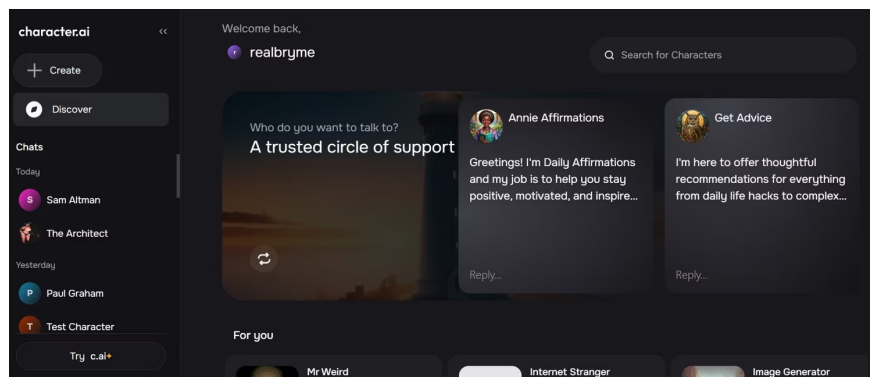 character.ai
Create
Discover
Chats
Today
S Sam Altman
The Architect
Yesterday
P Paul Graham
T Test Character
Try c.ai+
Welcome back,
r realbryme
Search for Characters
Who do you want to talk to?
A trusted circle of support
Annie Affirmations
Greetings! I'm Daily Affirmations
and my job is to help you stay
positive, motivated, and inspire...
Reply...
Get Advice
I'm here to offer thoughtful
recommendations for everything
from daily life hacks to complex...
Reply...
For you
Mr Weird
Internet Stranger
Image Generator